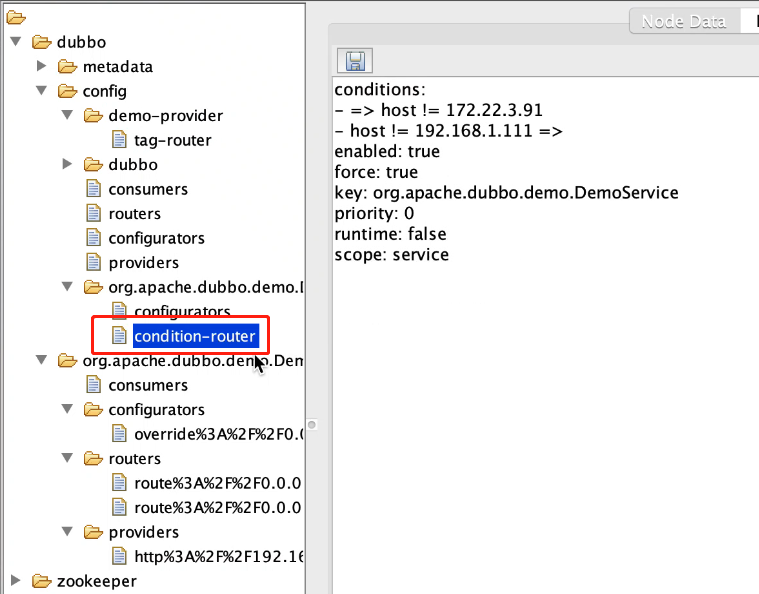 Node Data
dubbo
metadata
config
demo-provider
tag-router
dubbo
consumers
routers
configurators
providers
org.apache.dubbo.demo.
configurators
condition-router
org.apache.dubbo.demo.Dem
consumers
configurators
override%3A%2F%2F0.
routers
route%3A%2F%2F0.0.0
route%3A%2F%2F0.0.0
providers
http%3A%2F%2F192.16
zookeeper
conditions:
- => host != 172.22.3.91
- host != 192.168.1.111 =>
enabled: true
force: true
key: org.apache.dubbo.demo.DemoService
priority: 0
runtime: false
scope: service